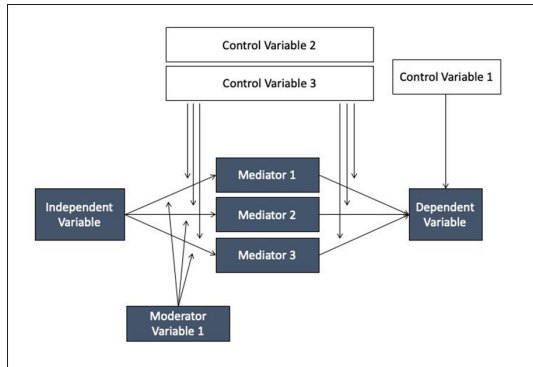 Control Variable 2
Control Variable 3
Control Variable 1
Mediator 1
Independent
Variable
Mediator 2
Dependent
Variable
Mediator 3
Moderator
Variable 1